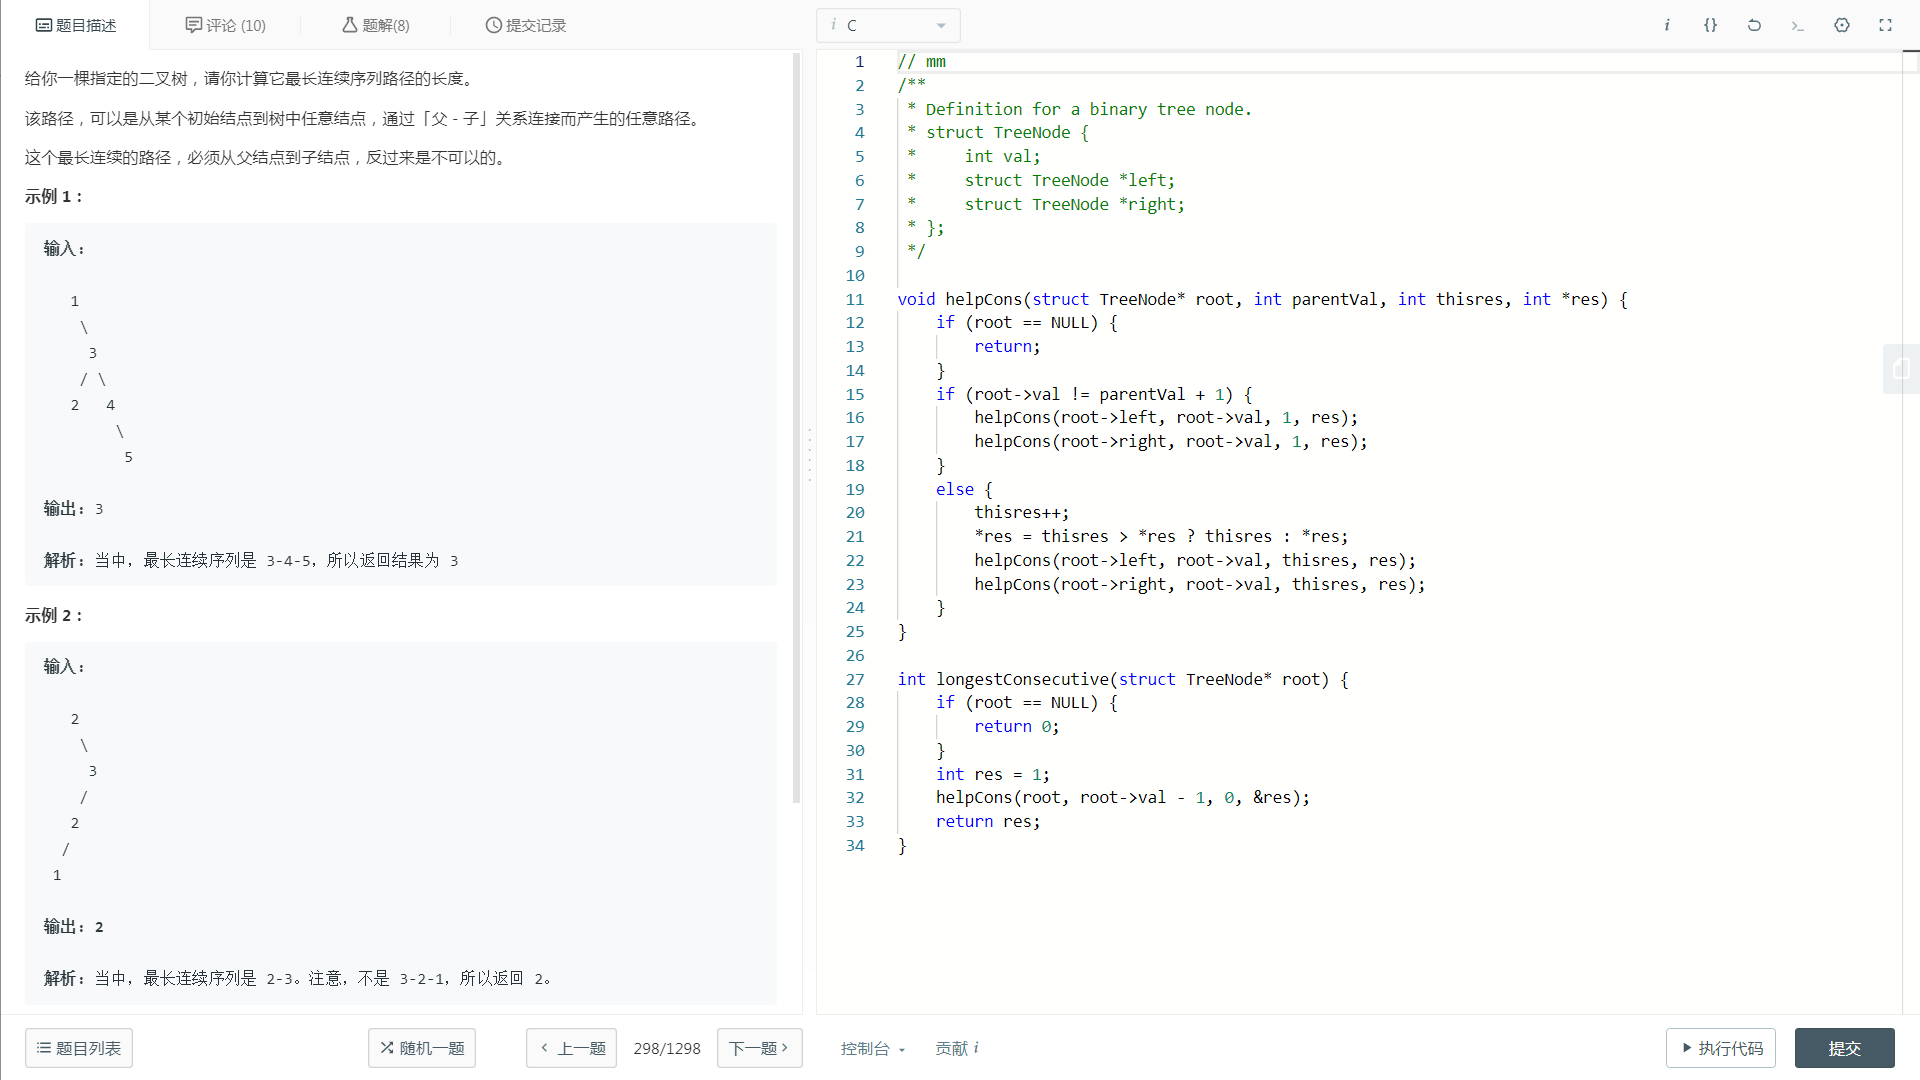 题目描述
评论 (10)
题解(8)
提交记录
i C
i {} >_
给你一棵指定的二叉树，请你计算它最长连续序列路径的长度。
该路径，可以是从某个初始结点到树中任意结点，通过「父 - 子」关系连接而产生的任意路径。
这个最长连续的路径，必须从父结点到子结点，反过来是不可以的。
示例 1：
输入:
1
\
3
/ \
2 4
\
5
输出: 3
解析: 当中，最长连续序列是 3-4-5，所以返回结果为 3
示例 2：
输入:
2
\
3
/
2
/
1
输出: 2
解析: 当中，最长连续序列是 2-3。注意，不是 3-2-1，所以返回 2。
题目列表
随机一题
上一题
298/1298
下一题
1 // mm
2 /**
3  * Definition for a binary tree node.
4  * struct TreeNode {
5  *     int val;
6  *     struct TreeNode *left;
7  *     struct TreeNode *right;
8  * };
9  */
10
11 void helpCons(struct TreeNode* root, int parentVal, int thisres, int *res) {
12     if (root == NULL) {
13         return;
14     }
15     if (root->val != parentVal + 1) {
16         helpCons(root->left, root->val, 1, res);
17         helpCons(root->right, root->val, 1, res);
18     }
19     else {
20         thisres++;
21         *res = thisres > *res ? thisres : *res;
22         helpCons(root->left, root->val, thisres, res);
23         helpCons(root->right, root->val, thisres, res);
24     }
25 }
26
27 int longestConsecutive(struct TreeNode* root) {
28     if (root == NULL) {
29         return 0;
30     }
31     int res = 1;
32     helpCons(root, root->val - 1, 0, &res);
33     return res;
34 }
控制台
贡献 i
执行代码
提交